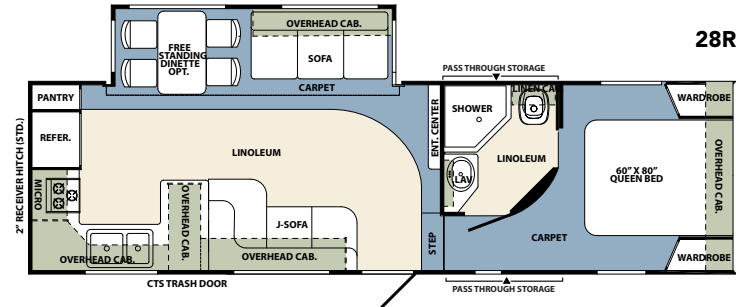 28R
OVERHEAD CAB.
FREE
STANDING
DINETTE
OPT.
SOFA
CARPET
PASS THROUGH STORAGE
PANTRY
REFER.
2" RECEIVER HITCH (STD.)
MICRO
LINOLEUM
ENT. CENTER
SHOWER
LINEN CAB.
LINOLEUM
LAV
WARDROBE
60” X 80”
QUEEN BED
OVERHEAD CAB.
OVERHEAD CAB.
J-SOFA
STEP
CARPET
OVERHEAD CAB.
OVERHEAD CAB.
WARDROBE
CTS TRASH DOOR
PASS THROUGH STORAGE